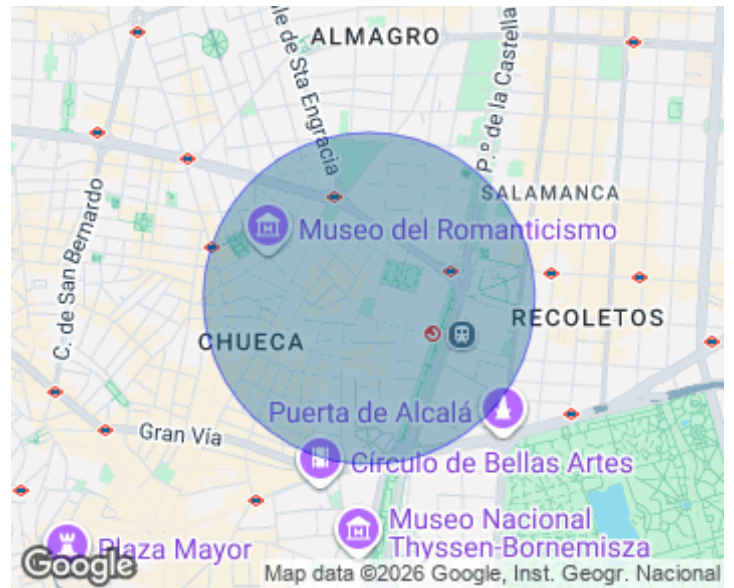 ALMAGRO
lle de Sta Engracia
P.º de la Castella
SALAMANCA
Museo del Romanticismo
C. de San Bernardo
RECOLETOS
CHUECA
Puerta de Alcalá
Gran Vía
Círculo de Bellas Artes
Museo Nacional
Thyssen-Bornemisza
Plaza Mayor
Google
Map data ©2026 Google, Inst. Geogr. Nacional